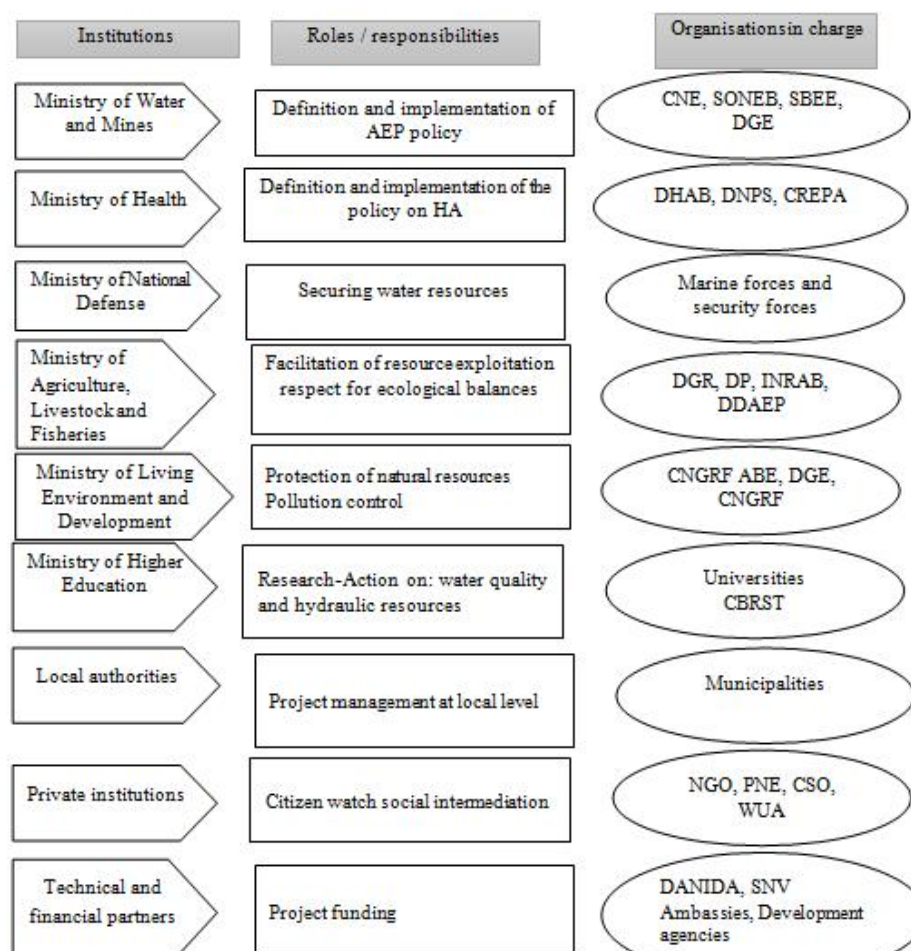 Institutions
Roles / responsibilities
Organisationsin charge
Ministry of Water
and Mines
Definition and implementation of
AEP policy
CNE, SONEB, SBEE,
DGE
Ministry of Health
Definition and implementation of the
policy on HA
DHAB, DNPS, CREPA
Ministry of National
Defense
Securing water resources
Marine forces and
security forces
Ministry of
Agriculture,
Livestock and
Fisheries
Facilitation of resource exploitation
respect for ecological balances
DGR, DP, INRAB,
DDAEP
Ministry of Living
Environment and
Development
Protection of natural resources
Pollution control
CNGRF ABE, DGE,
CNGRF
Ministry of Higher
Education
Research-Action on: water quality
and hydraulic resources
Universities
CBRST
Local authorities
Project management at local level
Municipalities
Private institutions
Citizen watch social intermediation
NGO, PNE, CSO,
WUA
Technical and
financial partners
Project funding
DANIDA, SNV
Ambassies, Development
agencies